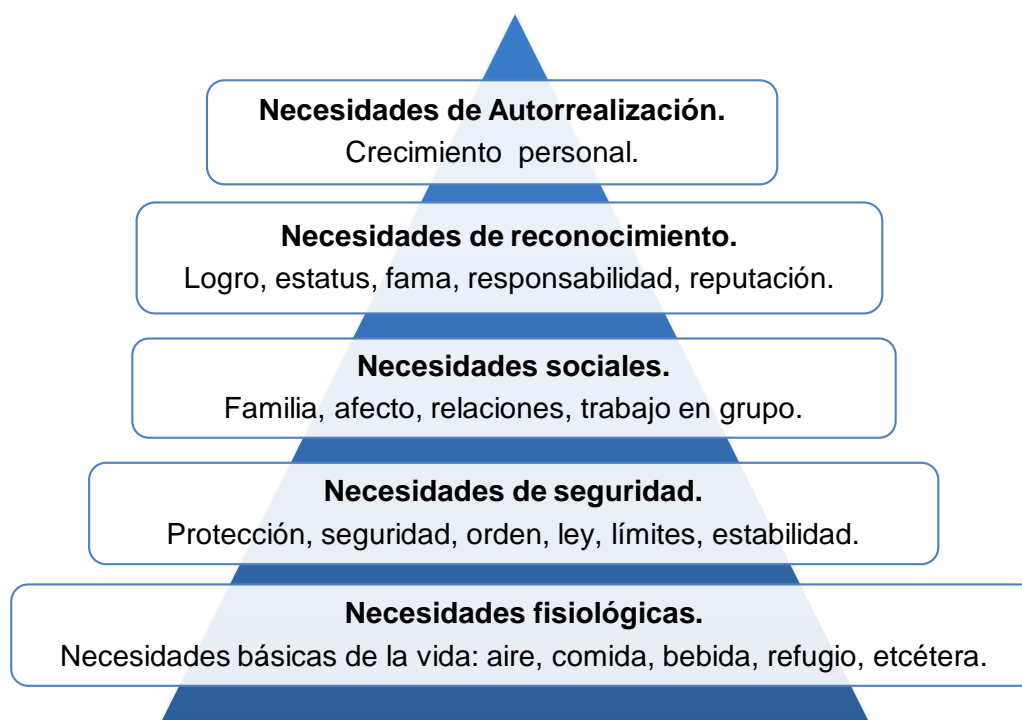 Necesidades de Autorrealización.
Crecimiento personal.
Necesidades de reconocimiento.
Logro, estatus, fama, responsabilidad, reputación.
Necesidades sociales.
Familia, afecto, relaciones, trabajo en grupo.
Necesidades de seguridad.
Protección, seguridad, orden, ley, límites, estabilidad.
Necesidades fisiológicas.
Necesidades básicas de la vida: aire, comida, bebida, refugio, etcétera.